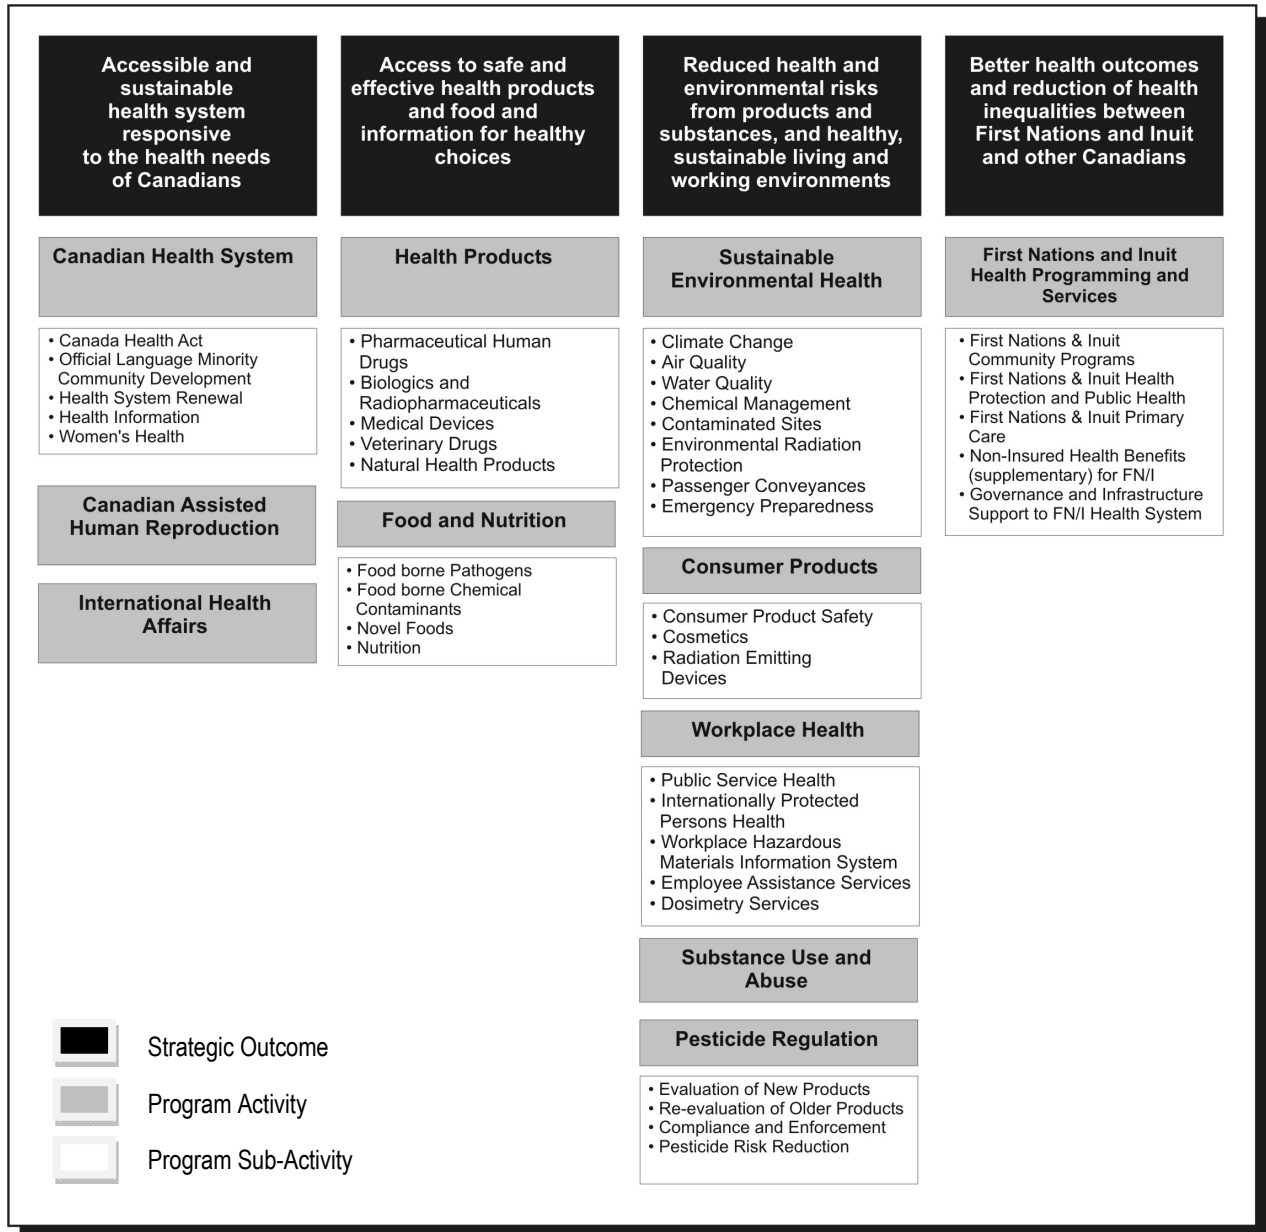 Accessible and
sustainable
health system
responsive
to the health needs
of Canadians
Canadian Health System
• Canada Health Act
• Official Language Minority
Community Development
• Health System Renewal
• Health Information
• Women's Health
Canadian Assisted
Human Reproduction
International Health
Affairs
Access to safe and
effective health products
and food and
information for healthy
choices
Health Products
• Pharmaceutical Human
Drugs
• Biologics and
Radiopharmaceuticals
• Medical Devices
• Veterinary Drugs
• Natural Health Products
Food and Nutrition
• Food borne Pathogens
• Food borne Chemical
Contaminants
• Novel Foods
• Nutrition
Reduced health and
environmental risks
from products and
substances, and healthy,
sustainable living and
working environments
Sustainable
Environmental Health
• Climate Change
• Air Quality
• Water Quality
• Chemical Management
• Contaminated Sites
• Environmental Radiation
Protection
• Passenger Conveyances
• Emergency Preparedness
Consumer Products
• Consumer Product Safety
• Cosmetics
• Radiation Emitting
Devices
Workplace Health
• Public Service Health
• Internationally Protected
Persons Health
• Workplace Hazardous
Materials Information System
• Employee Assistance Services
• Dosimetry Services
Substance Use and
Abuse
Pesticide Regulation
• Evaluation of New Products
• Re-evaluation of Older Products
• Compliance and Enforcement
• Pesticide Risk Reduction
Better health outcomes
and reduction of health
inequalities between
First Nations and Inuit
and other Canadians
First Nations and Inuit
Health Programming and
Services
• First Nations & Inuit
Community Programs
• First Nations & Inuit Health
Protection and Public Health
• First Nations & Inuit Primary
Care
• Non-Insured Health Benefits
(supplementary) for FN/I
• Governance and Infrastructure
Support to FN/I Health System
Strategic Outcome
Program Activity
Program Sub-Activity